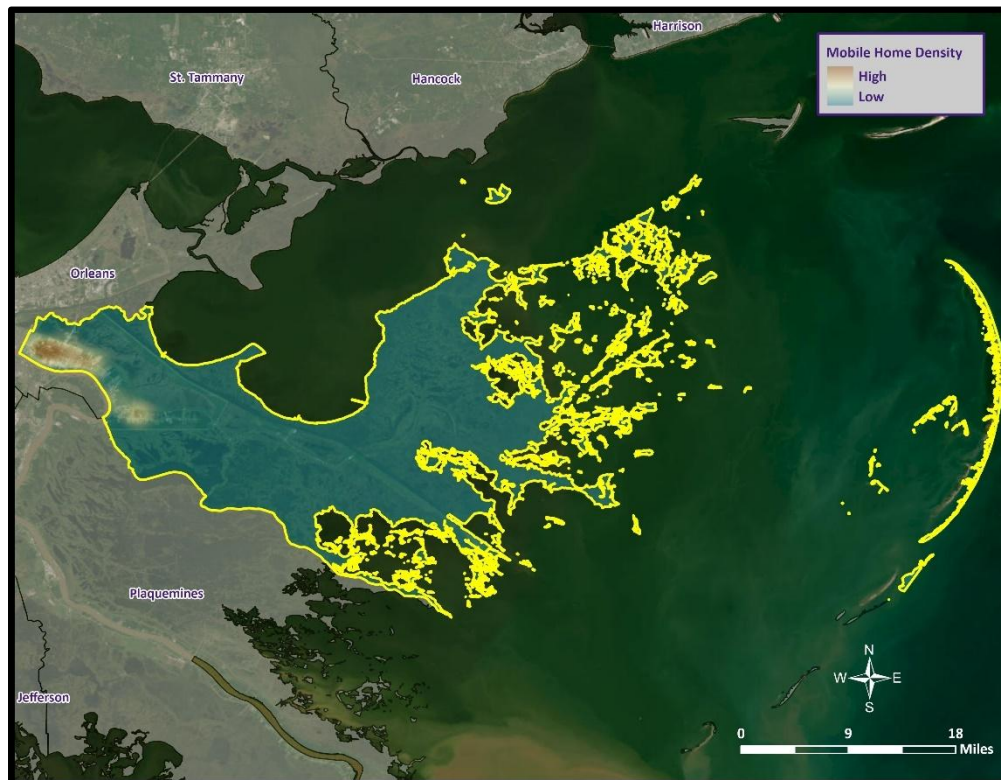 Harrison
St. Tammany
Hancock
Mobile Home Density
High
Low
Orleans
Plaquemines
Jefferson
N
W E
S
0 9 18
Miles